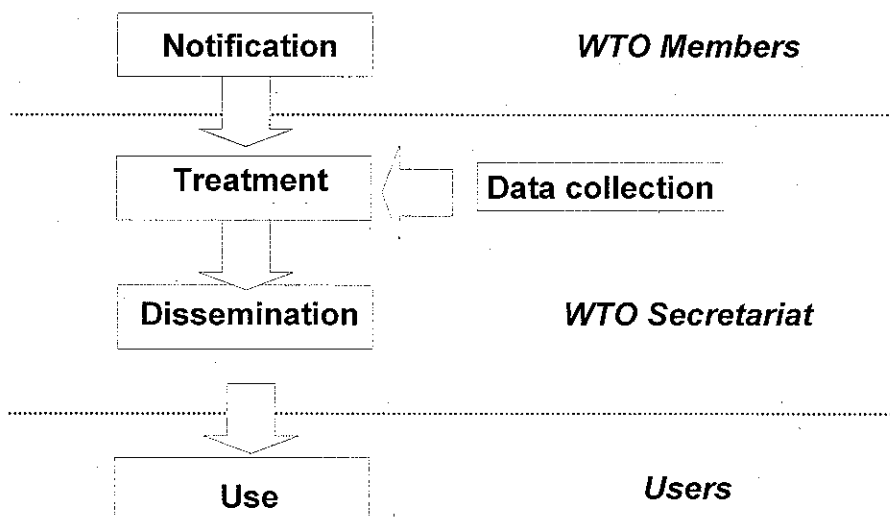 Notification
WTO Members
Treatment
Data collection
Dissemination
WTO Secretariat
Use
Users